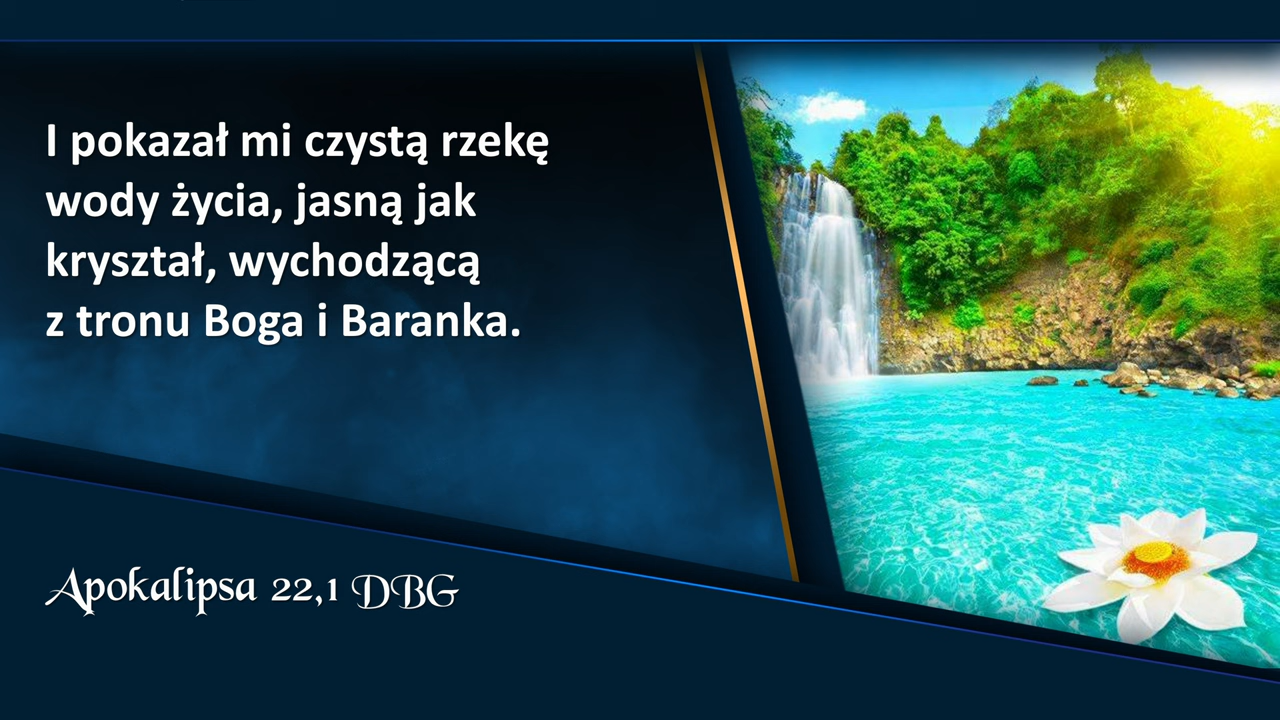 I pokazał mi czystą rzekę
wody życia, jasną jak
kryształ, wychodzącą
z tronu Boga i Baranka.
Apokalipsa 22,1 DBG